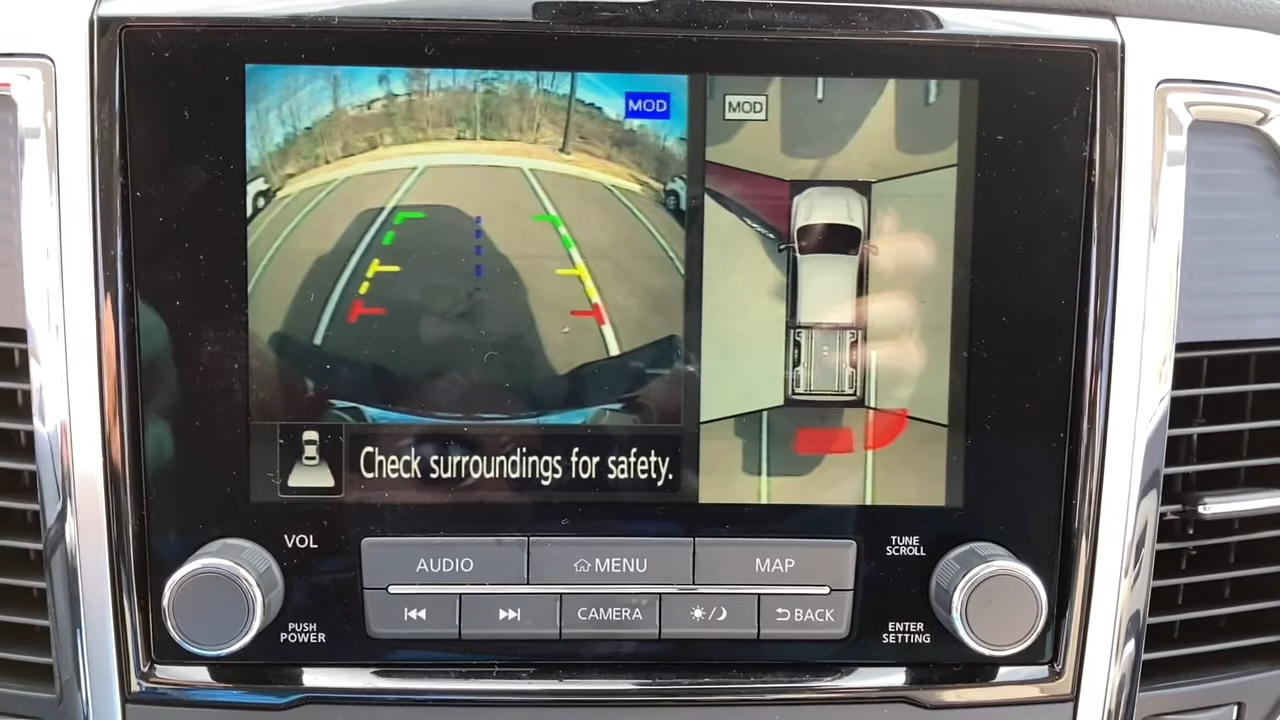 MOD
MOD
Check surroundings for safety.
VOL
PUSH
POWER
AUDIO
MENU
MAP
CAMERA
BACK
TUNE
SCROLL
ENTER
SETTING